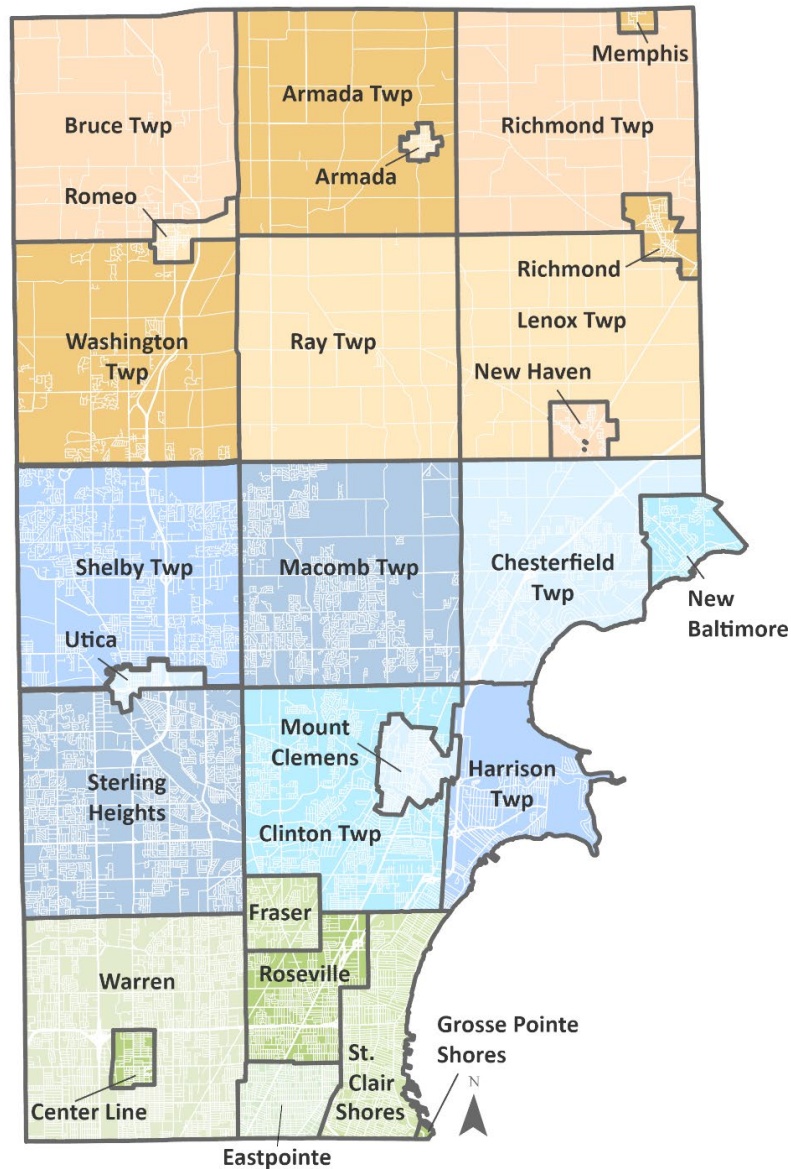 Memphis
Armada Twp
Bruce Twp
Richmond Twp
Armada
Romeo
Richmond
Lenox Twp
Washington
Twp
Ray Twp
New Haven
Shelby Twp
Macomb Twp
Chesterfield
Twp
New
Baltimore
Utica
Mount
Clemens
Sterling
Heights
Harrison
Twp
Clinton Twp
Fraser
Warren
Roseville
Grosse Pointe
Shores
St.
Clair
Shores
N
Center Line
Eastpointe